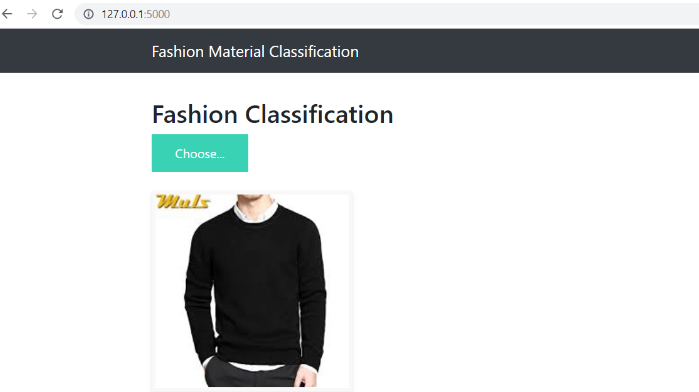 127.0.0.1:5000
Fashion Material Classification
Fashion Classification
Choose...
Muls